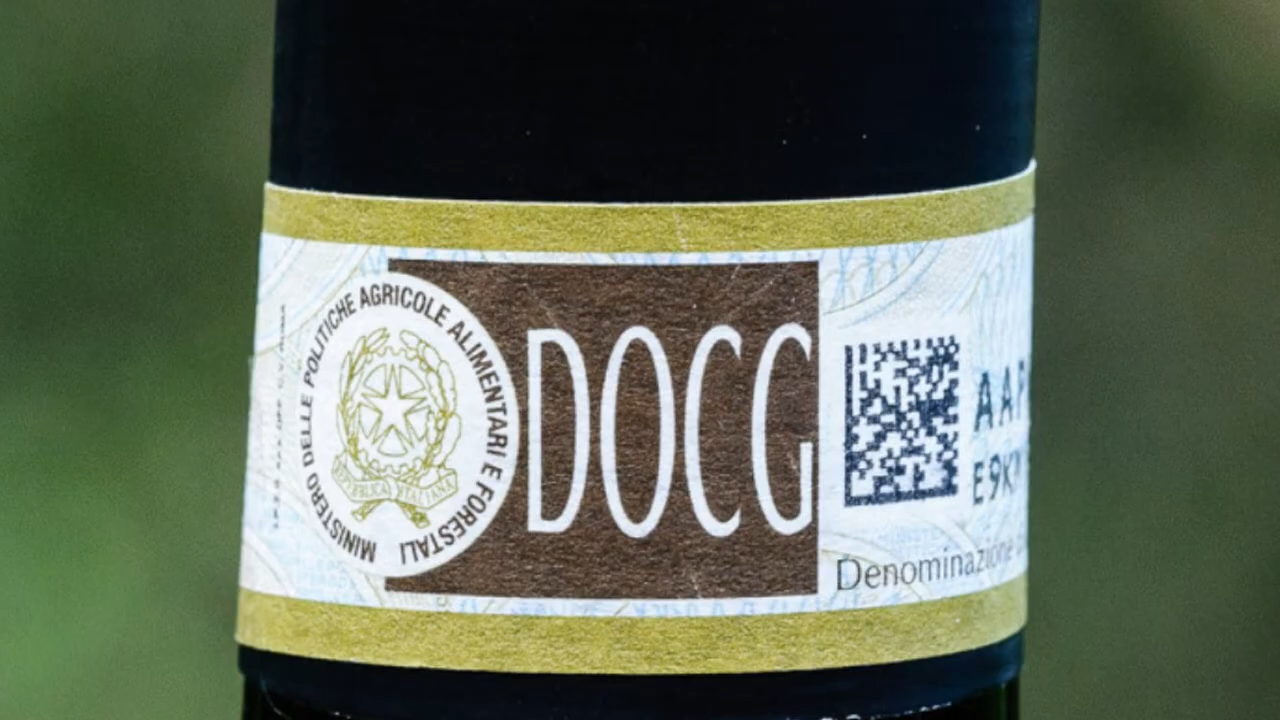 MINISTERO DELLE POLITICHE AGRICOLE ALIMENTARI E FORESTALI
REPUBBLICA ITALIANA
DOCG
AAP
E9K
Denominazione